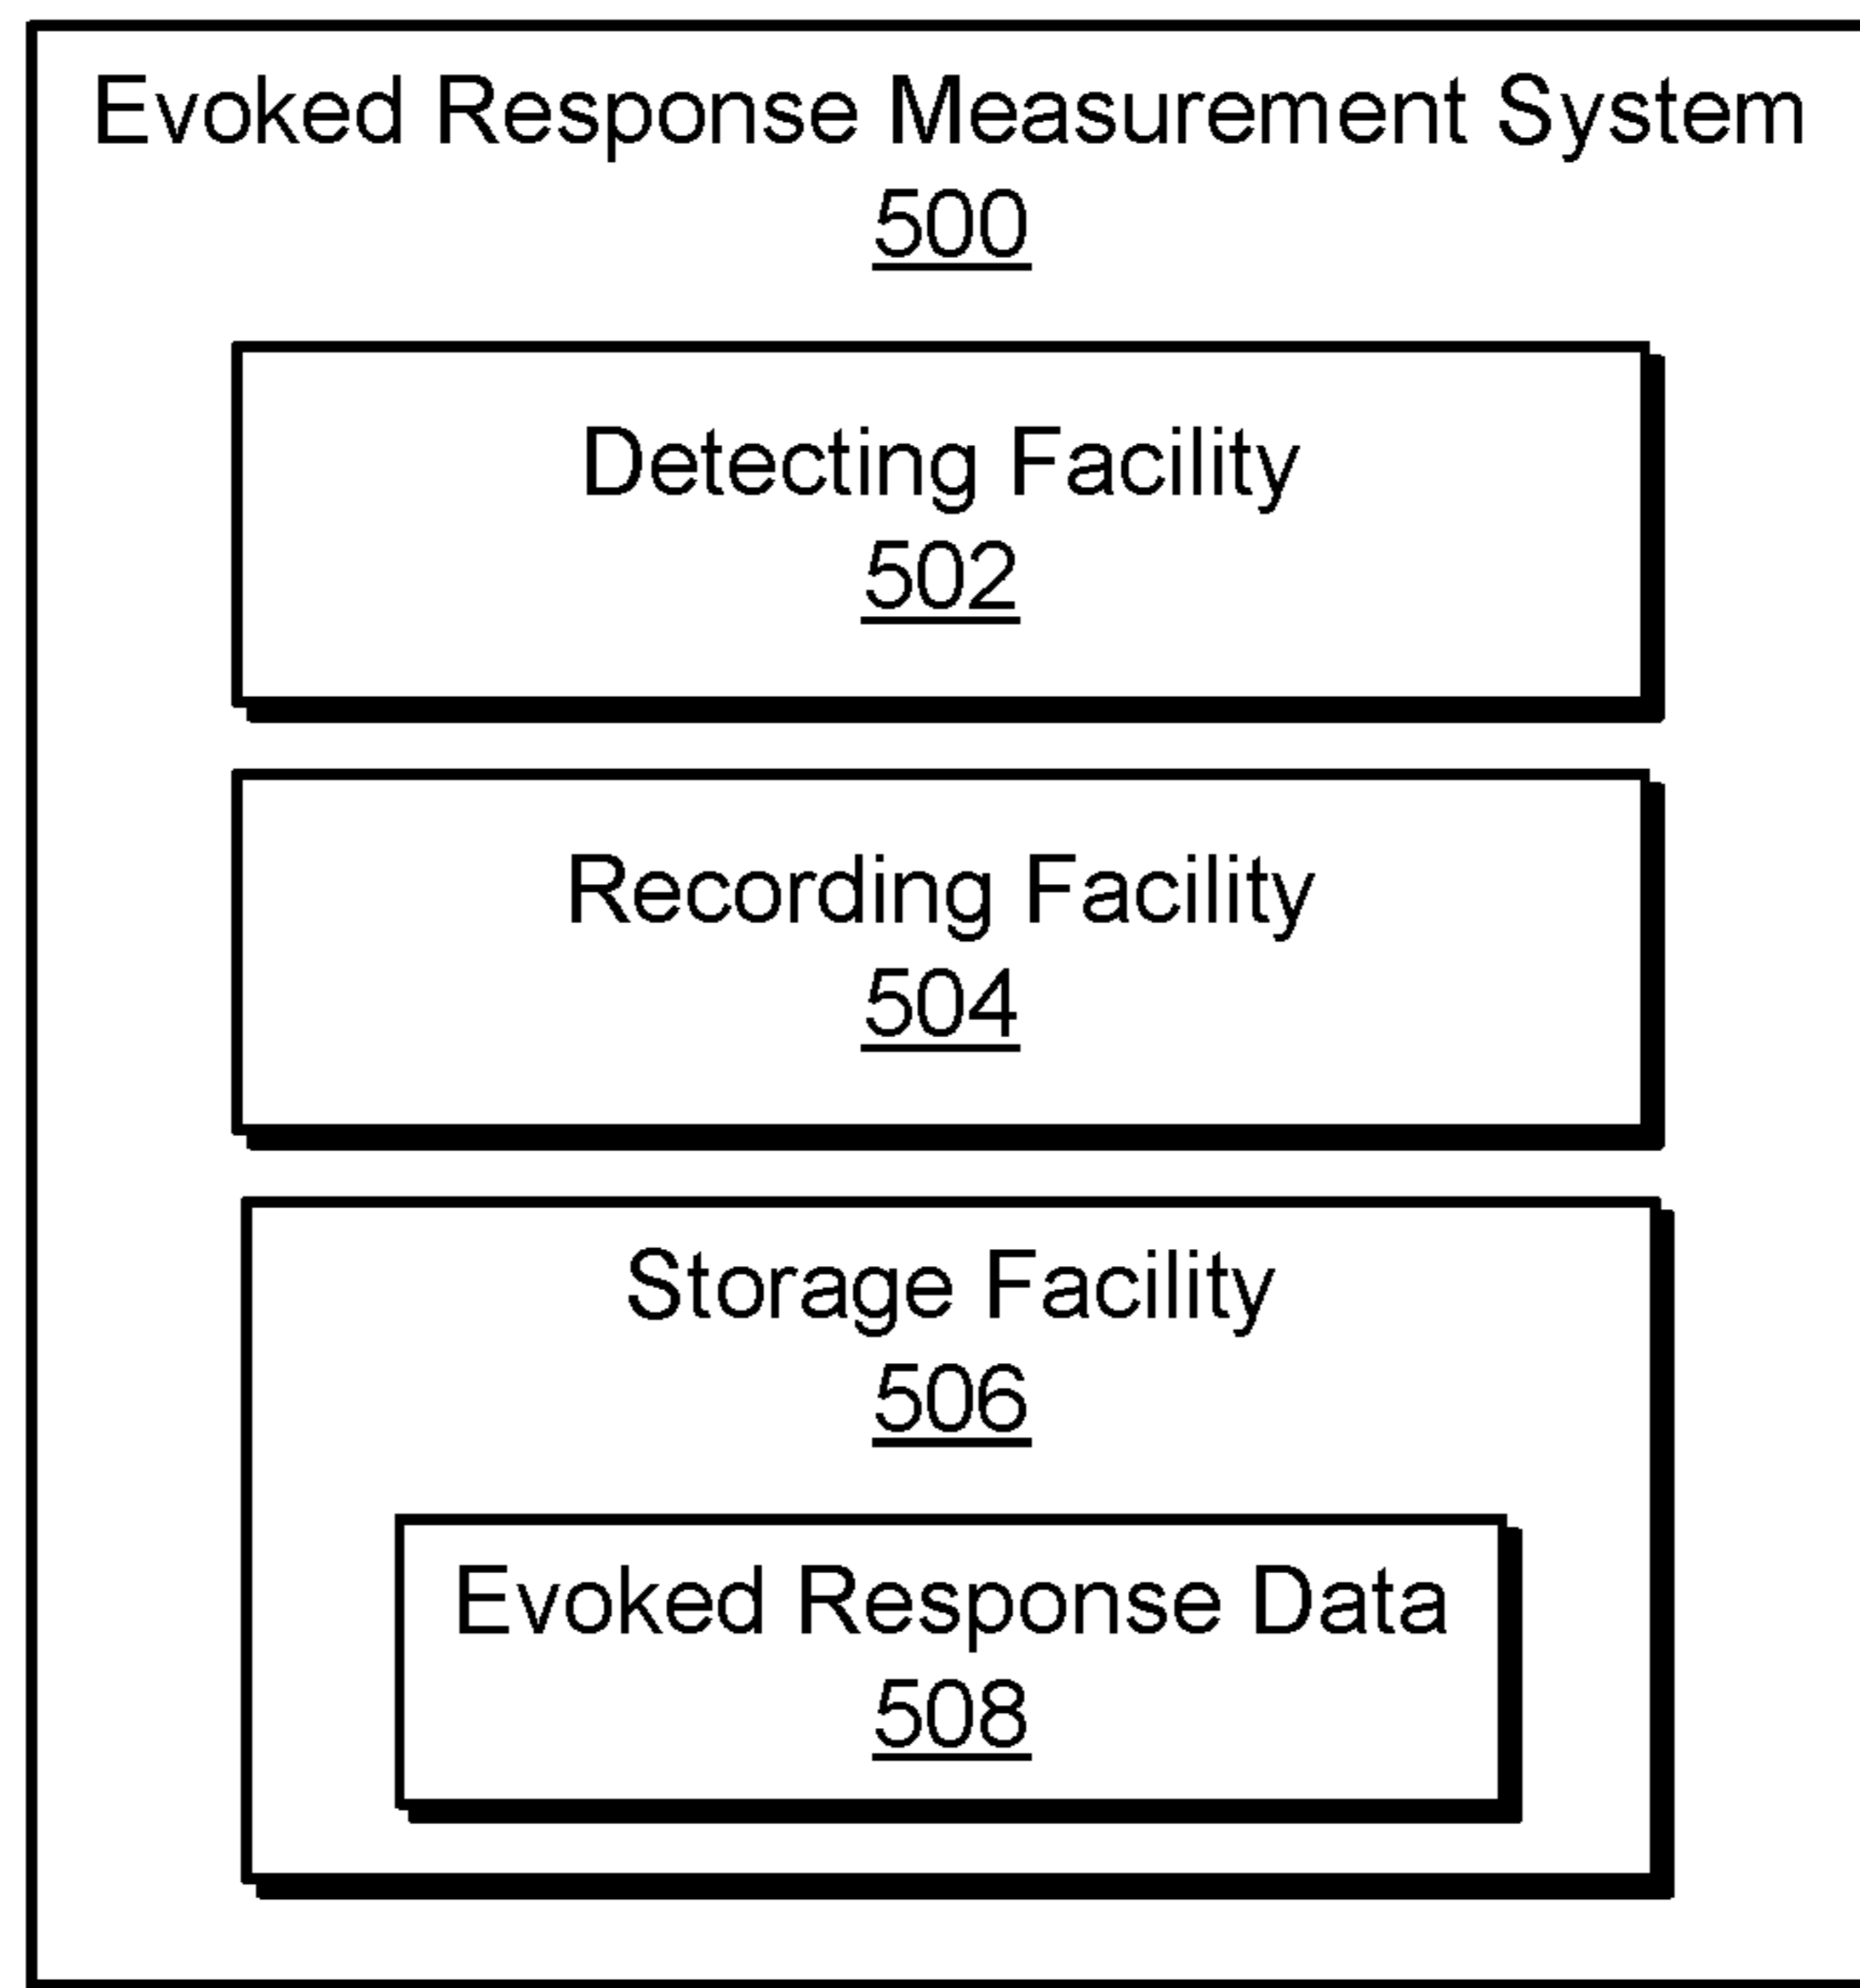 Evoked Response Measurement System
500
Detecting Facility
502
Recording Facility
504
Storage Facility
506
Evoked Response Data
508